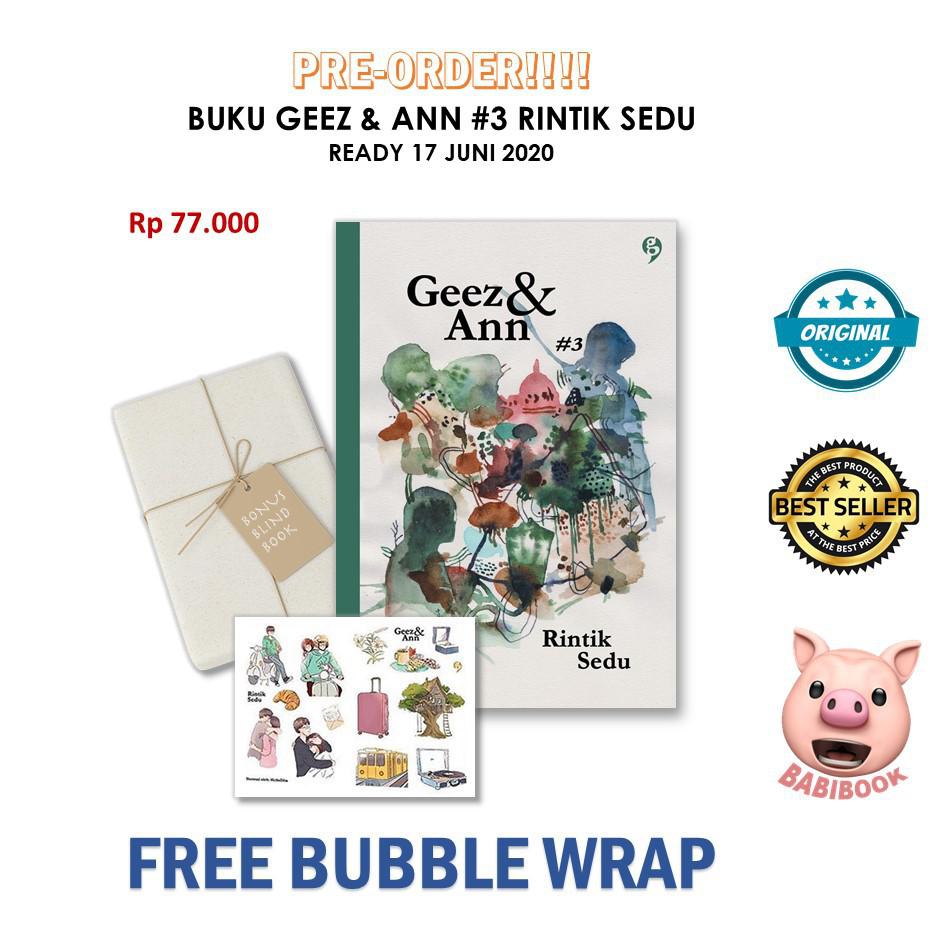 PRE-ORDER!!!!
BUKU GEEZ & ANN #3 RINTIK SEDU
READY 17 JUNI 2020
Rp 77.000
g
Geez&
Ann
#3
ORIGINAL
BONUS
BLIND
BOOK
THE BEST PRODUCT
BEST SELLER
AT THE BEST PRICE
Rintik
Sedu
Geez&
Ann
Rintik
Sedu
BABIBOOK
FREE BUBBLE WRAP